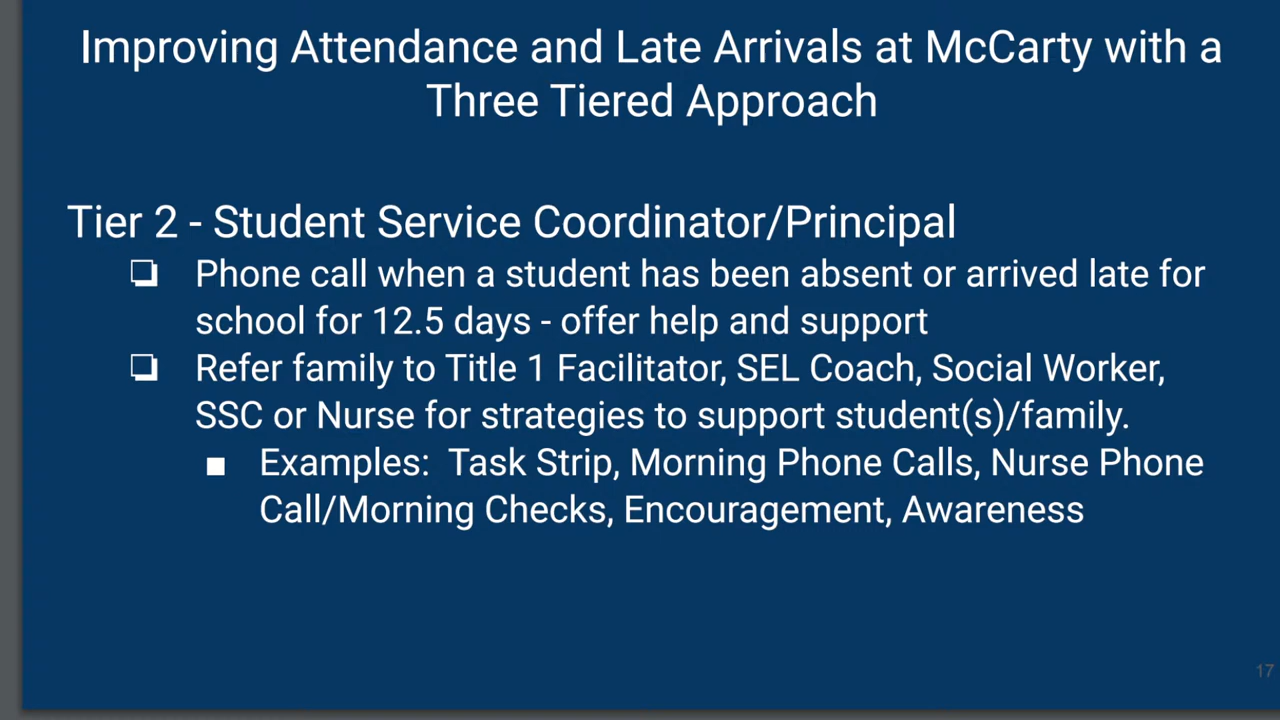 Improving Attendance and Late Arrivals at McCarty with a
Three Tiered Approach
Tier 2 - Student Service Coordinator/Principal
❏ Phone call when a student has been absent or arrived late for
school for 12.5 days - offer help and support
❏ Refer family to Title 1 Facilitator, SEL Coach, Social Worker,
SSC or Nurse for strategies to support student(s)/family.
■ Examples:  Task Strip, Morning Phone Calls, Nurse Phone
Call/Morning Checks, Encouragement, Awareness
17